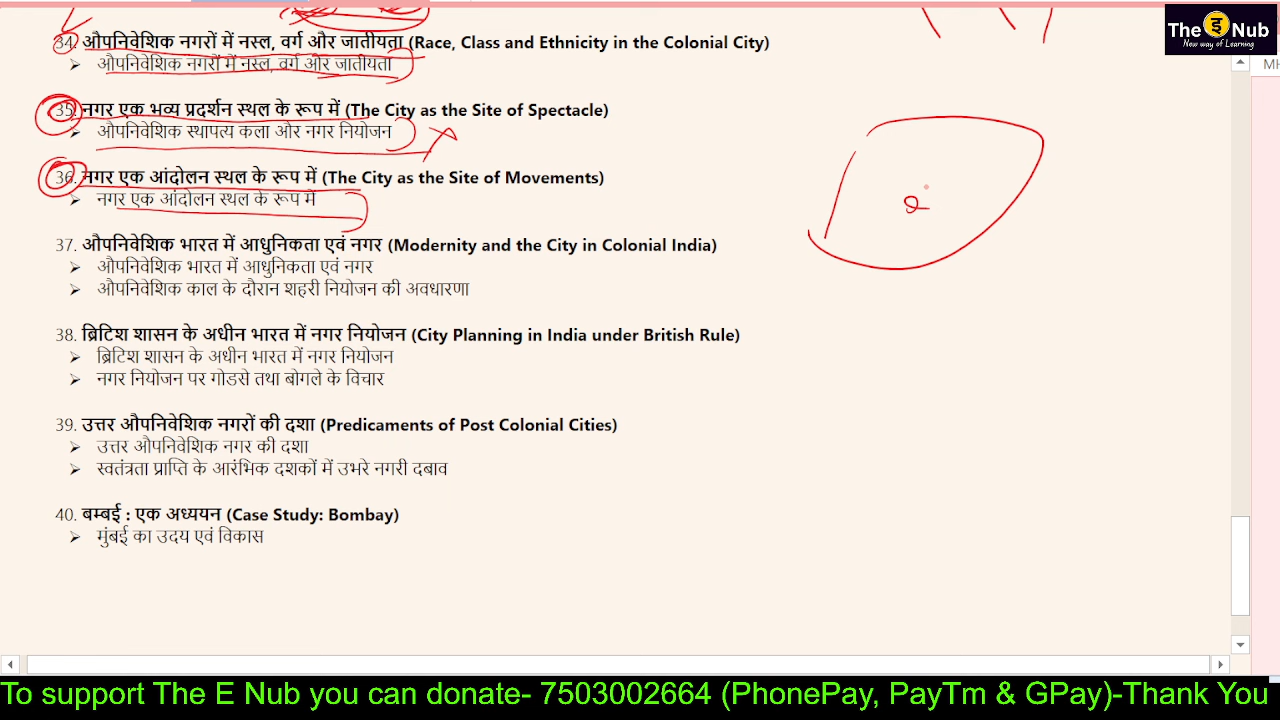 The इ Nub
Now way of Learning
34. औपनिवेशिक नगरों में नस्ल, वर्ग और जातीयता (Race, Class and Ethnicity in the Colonial City)
➢ औपनिवेशिक नगरों में नस्ल, वर्ग और जातीयता
MH
35. नगर एक भव्य प्रदर्शन स्थल के रूप में (The City as the Site of Spectacle)
➢ औपनिवेशिक स्थापत्य कला और नगर नियोजन
36. नगर एक आंदोलन स्थल के रूप में (The City as the Site of Movements)
➢ नगर एक आंदोलन स्थल के रूप में
37. औपनिवेशिक भारत में आधुनिकता एवं नगर (Modernity and the City in Colonial India)
➢ औपनिवेशिक भारत में आधुनिकता एवं नगर
➢ औपनिवेशिक काल के दौरान शहरी नियोजन की अवधारणा
38. ब्रिटिश शासन के अधीन भारत में नगर नियोजन (City Planning in India under British Rule)
➢ ब्रिटिश शासन के अधीन भारत में नगर नियोजन
➢ नगर नियोजन पर गोडसे तथा बोगले के विचार
39. उत्तर औपनिवेशिक नगरों की दशा (Predicaments of Post Colonial Cities)
➢ उत्तर औपनिवेशिक नगर की दशा
➢ स्वतंत्रता प्राप्ति के आरंभिक दशकों में उभरे नगरी दबाव
40. बम्बई : एक अध्ययन (Case Study: Bombay)
➢ मुंबई का उदय एवं विकास
To support The E Nub you can donate- 7503002664 (PhonePay, PayTm & GPay)-Thank You